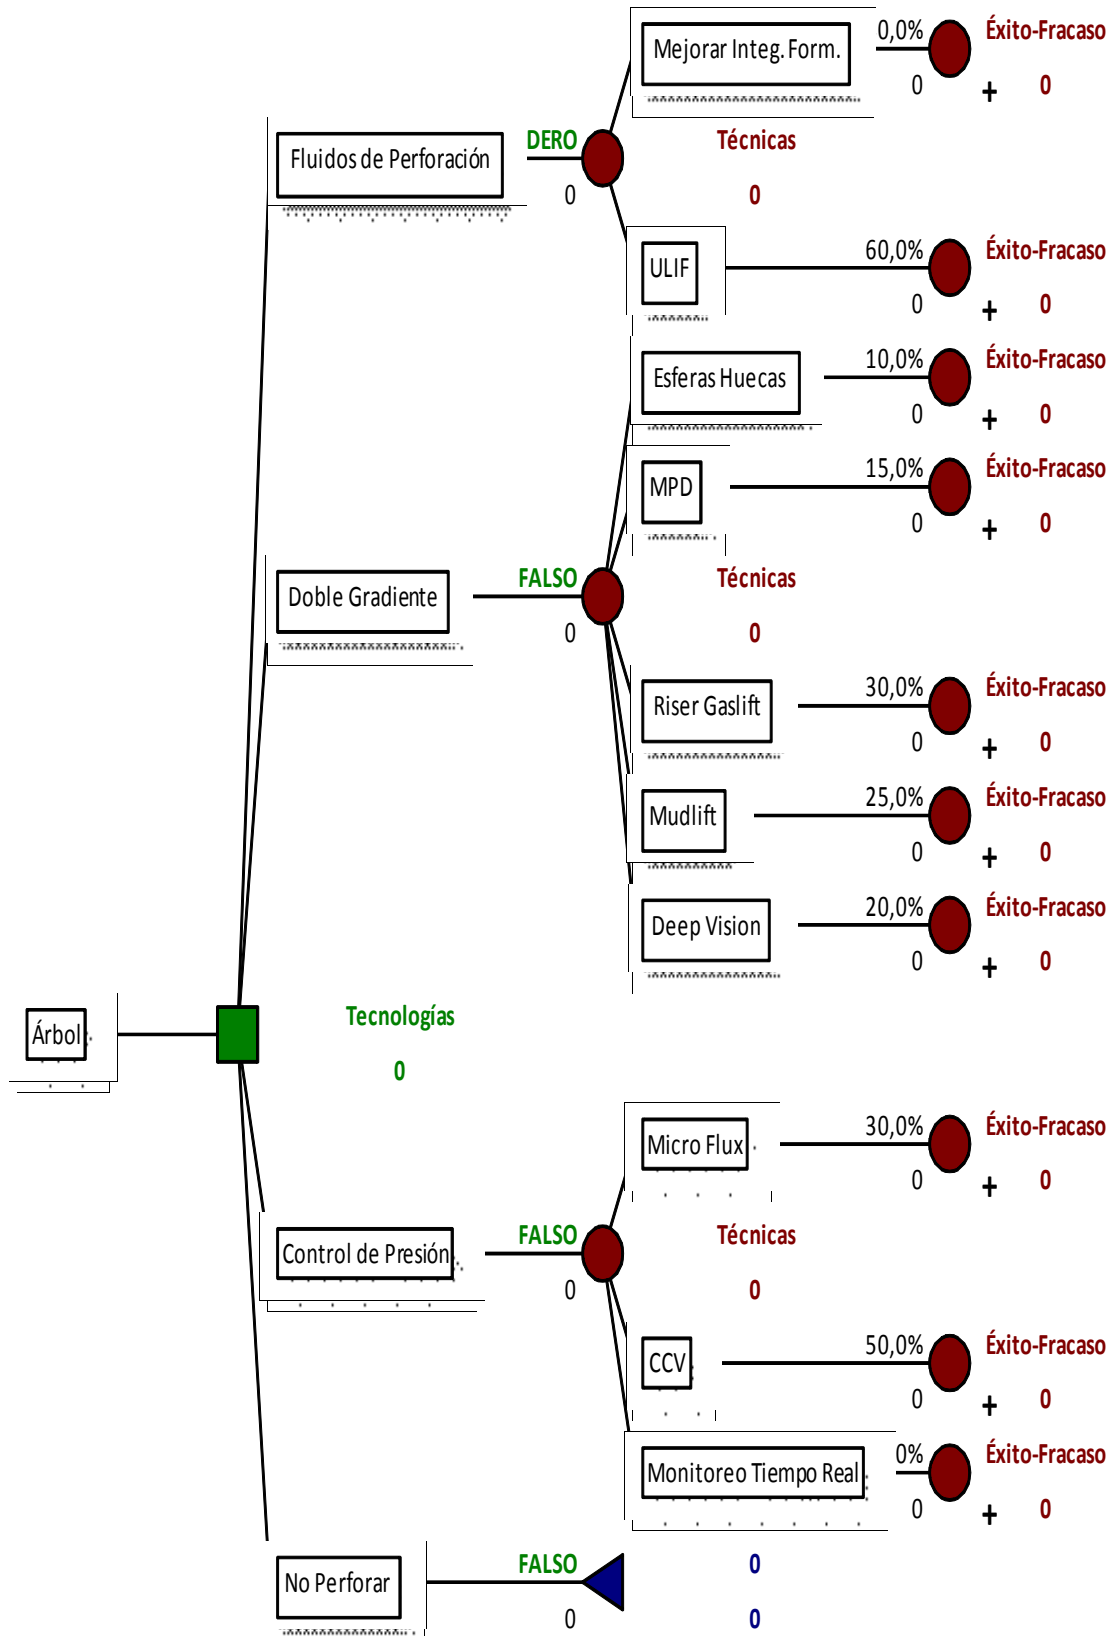 Mejorar Integ. Form.
0,0%
Éxito-Fracaso
0
0
Fluidos de Perforación
DERO
Técnicas
0
0
ULIF
60,0%
Éxito-Fracaso
0
0
Esferas Huecas
10,0%
Éxito-Fracaso
0
0
MPD
15,0%
Éxito-Fracaso
0
0
Doble Gradiente
FALSO
Técnicas
0
0
Riser Gaslift
30,0%
Éxito-Fracaso
0
0
Mudlift
25,0%
Éxito-Fracaso
0
0
Deep Vision
20,0%
Éxito-Fracaso
0
0
Árbol
Tecnologías
0
Micro Flux
30,0%
Éxito-Fracaso
0
0
Control de Presión
FALSO
Técnicas
0
0
CCV
50,0%
Éxito-Fracaso
0
0
Monitoreo Tiempo Real
0%
Éxito-Fracaso
0
0
No Perforar
FALSO
0
0
0